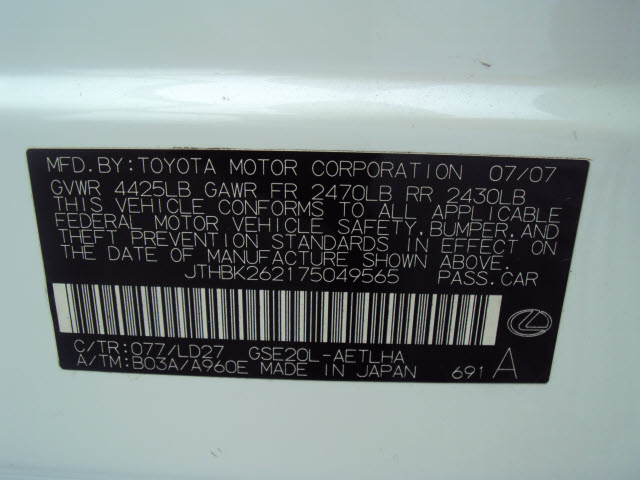 MFD.BY:TOYOTA MOTOR CORPORATION 07/07
GVWR 4425LB GAWR FR 2470LB RR 2430LB
THIS VEHICLE CONFORMS TO ALL APPLICABLE
FEDERAL MOTOR VEHICLE SAFETY,BUMPER,AND
THEFT PREVENTION STANDARDS IN EFFECT ON
THE DATE OF MANUFACTURE SHOWN ABOVE.
JTHBK262175049565 PASS.CAR
C/TR:077/LD27 GSE20L-AETLHA
A/TM:B03A/A960E MADE IN JAPAN 691 A